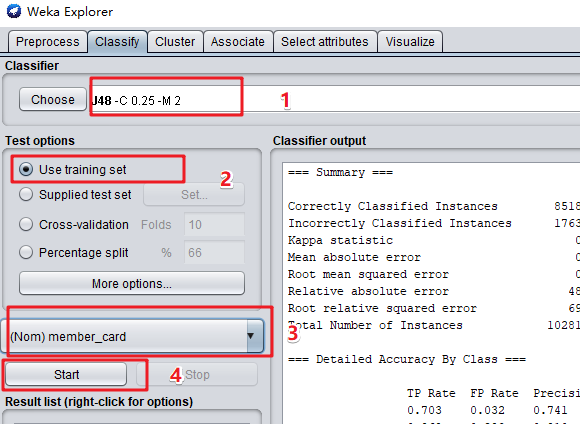 Weka Explorer
Preprocess Classify Cluster Associate Select attributes Visualize
Classifier
Choose J48 -C 0.25 -M 2 1
Test options
Use training set
2
Supplied test set Set...
Cross-validation Folds 10
Percentage split % 66
More options...
(Nom) member_card 3
Start 4 Stop
Result list (right-click for options)
Classifier output
=== Summary ===
Correctly Classified Instances 8518
Incorrectly Classified Instances 1763
Kappa statistic 0
Mean absolute error 0
Root mean squared error 0
Relative absolute error 48
Root relative squared error 69
Total Number of Instances 10281
=== Detailed Accuracy By Class ===
TP Rate FP Rate Precisi
0.703 0.032 0.741